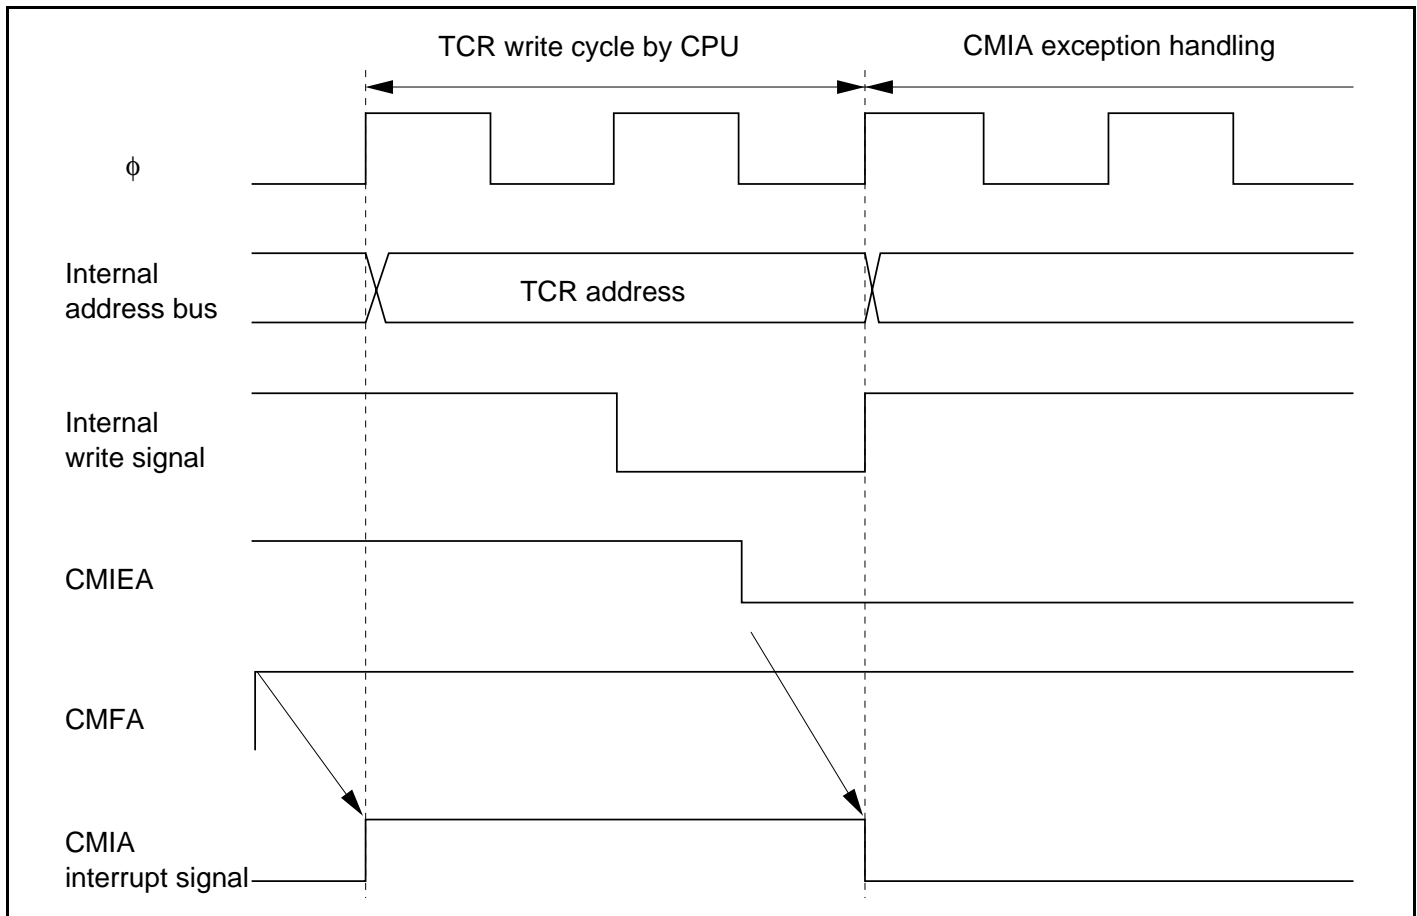 TCR write cycle by CPU
CMIA exception handling
ϕ
Internal
address bus
TCR address
Internal
write signal
CMIEA
CMFA
CMIA
interrupt signal